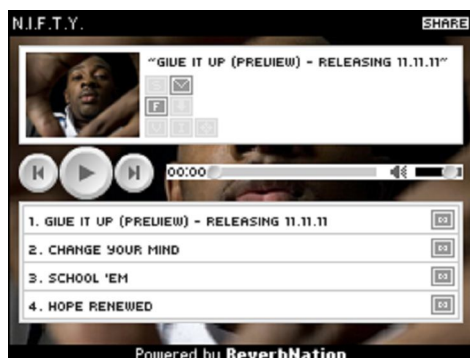 N.I.F.T.Y.
SHARE
"GIVE IT UP (PREVIEW) - RELEASING 11.11.11"
F
00:00
1. GIVE IT UP (PREVIEW) - RELEASING 11.11.11
2. CHANGE YOUR MIND
3. SCHOOL 'EM
4. HOPE RENEWED
Powered by ReverbNation